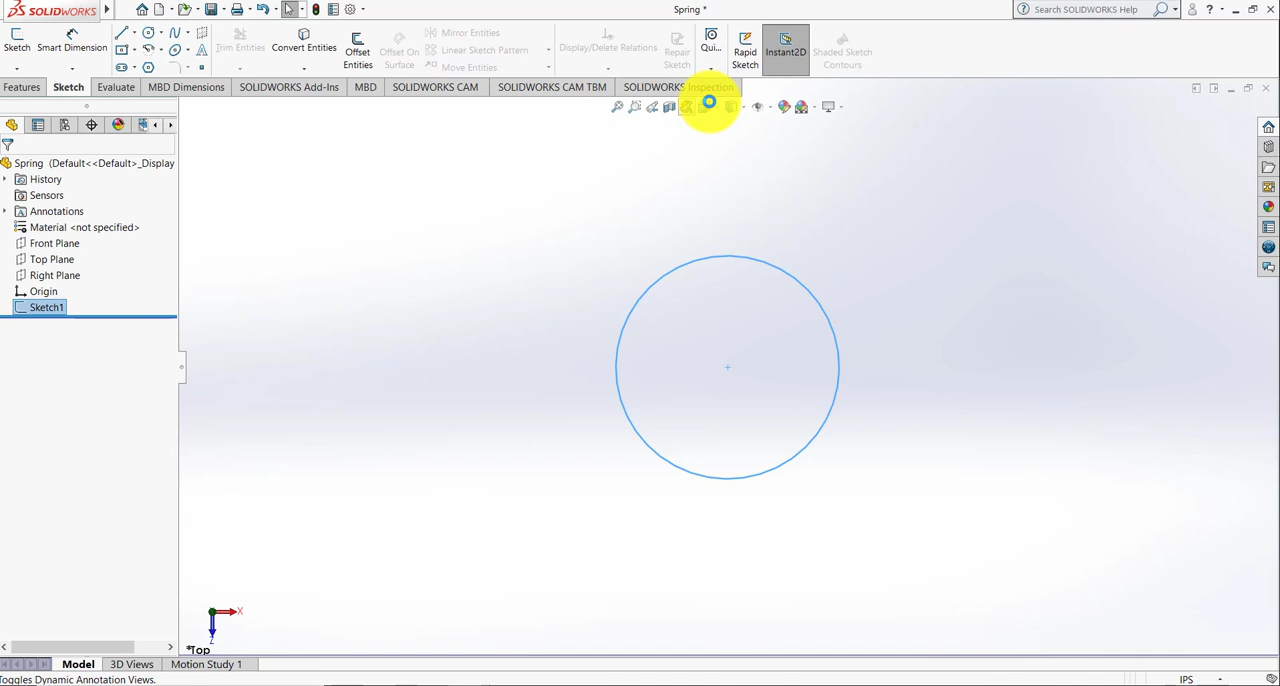 SOLIDWORKS
Spring *
Search SOLIDWORKS Help
?
Sketch
Smart Dimension
Trim Entities
Convert Entities
Offset Entities
Offset On Surface
Mirror Entities
Linear Sketch Pattern
Move Entities
Display/Delete Relations
Repair Sketch
Qui...
Rapid Sketch
Instant2D
Shaded Sketch Contours
Features
Sketch
Evaluate
MBD Dimensions
SOLIDWORKS Add-Ins
MBD
SOLIDWORKS CAM
SOLIDWORKS CAM TBM
SOLIDWORKS Inspection
Spring (Default<<Default>_Display
History
Sensors
Annotations
Material <not specified>
Front Plane
Top Plane
Right Plane
Origin
Sketch1
X
Z
*Top
Model
3D Views
Motion Study 1
Toggles Dynamic Annotation Views.
IPS